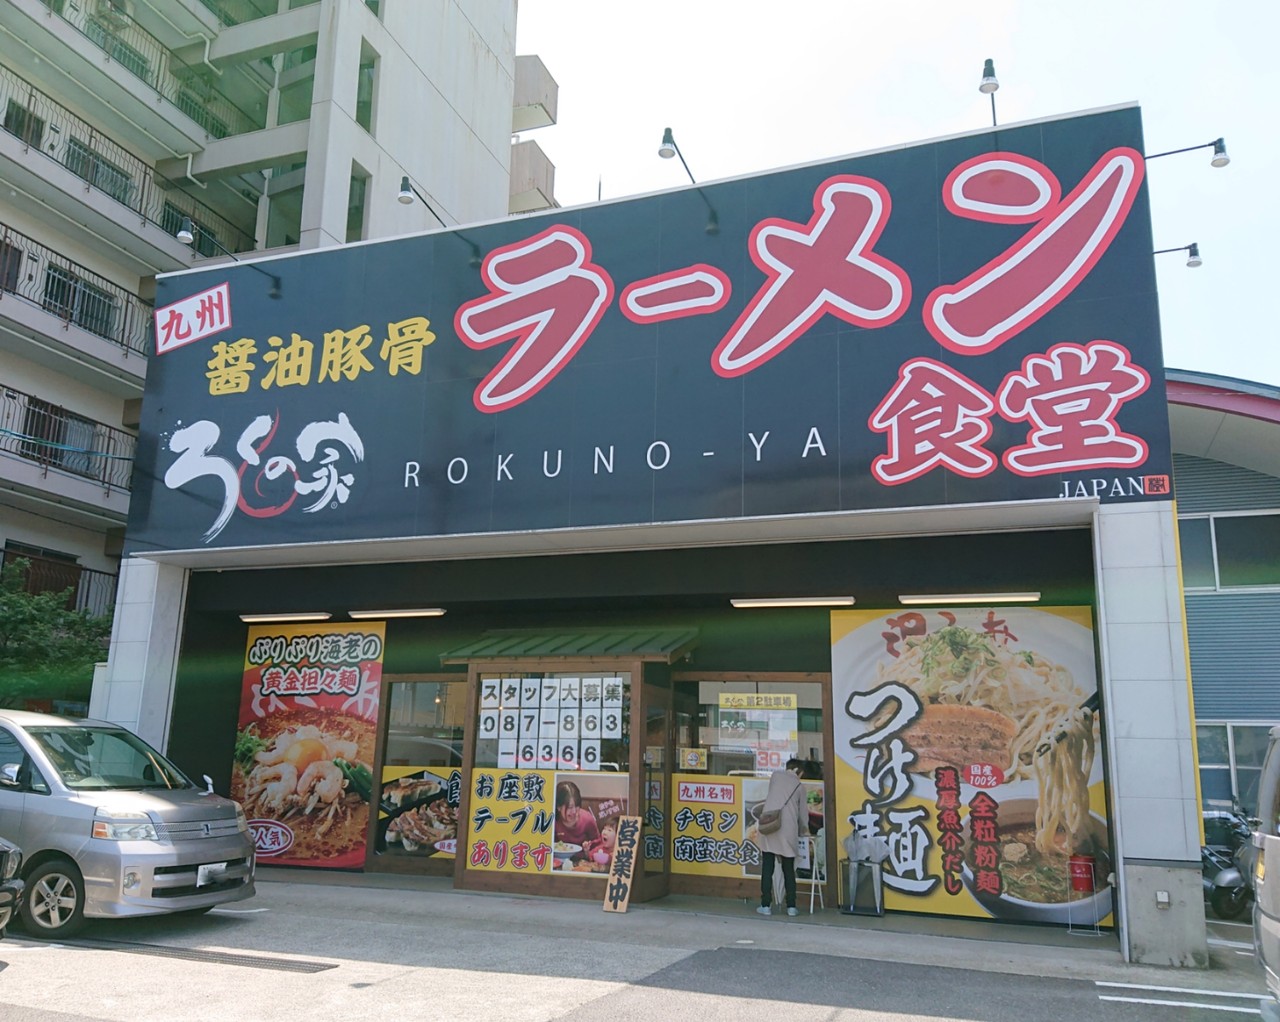 九州
醤油豚骨
ラーメン
食堂
ろくの家
ROKUNO-YA
JAPAN
ぷりぷり海老の
黄金担々麺
人気
スタッフ大募集
087-863
-6366
お座敷
テーブル
あります
営業中
第2駐車場
30
九州名物
チキン
南蛮定食
つけ麺
国産
100%
全粒粉麺
濃厚魚介だし